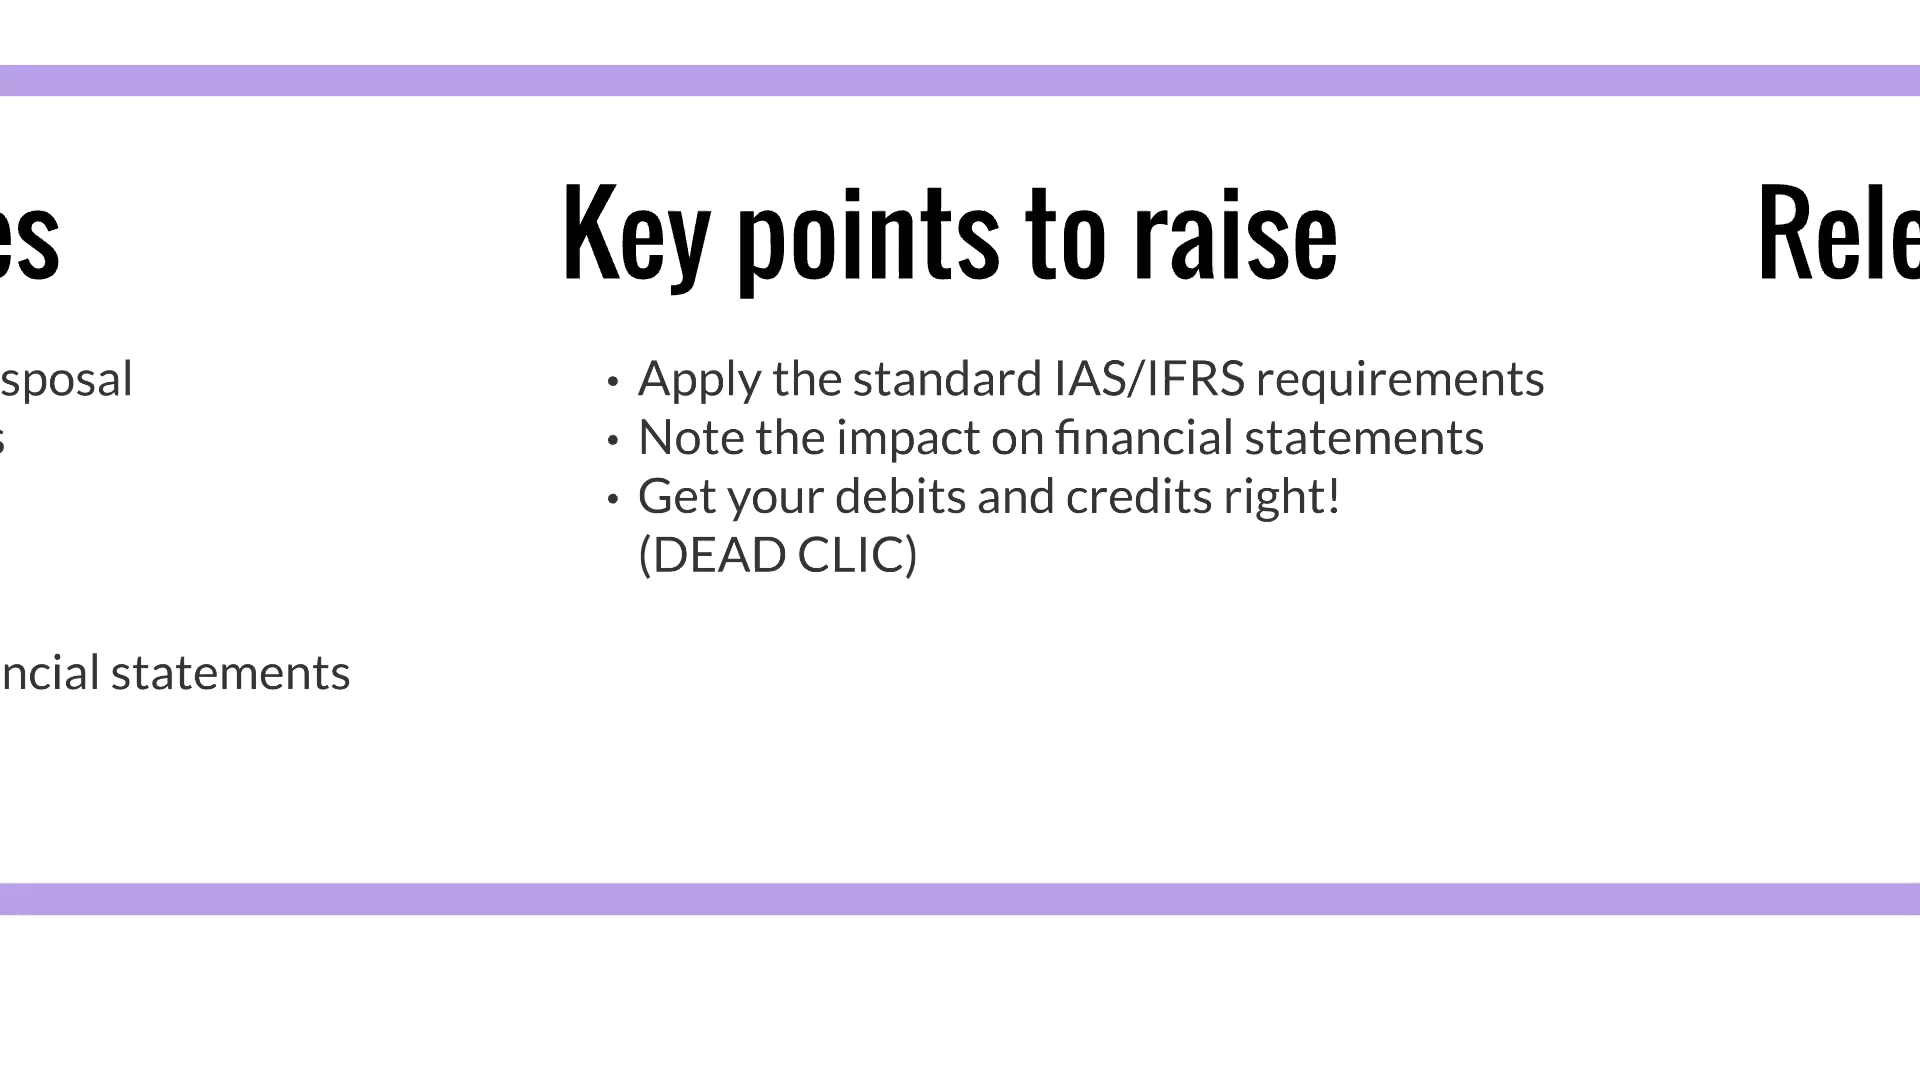 es
Key points to raise
Rele
sposal
• Apply the standard IAS/IFRS requirements
s
• Note the impact on financial statements
• Get your debits and credits right!
(DEAD CLIC)
ncial statements